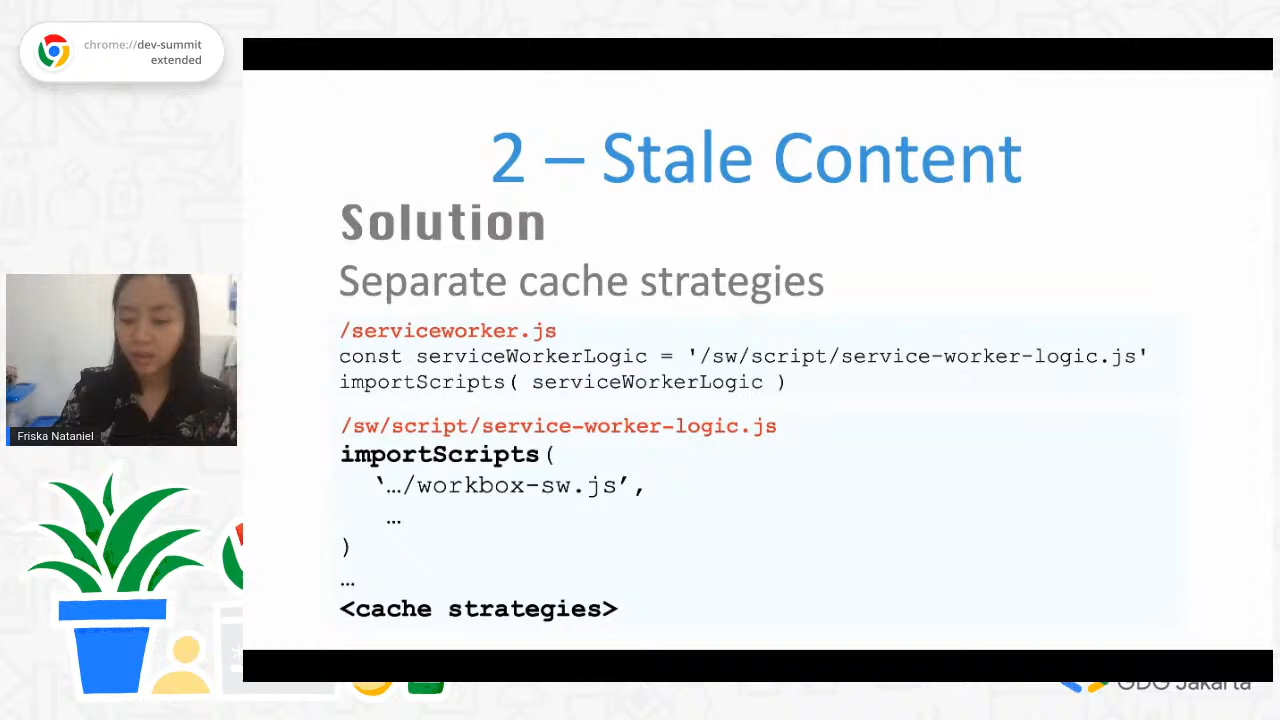 chrome://dev-summit
extended
2 – Stale Content
Solution
Separate cache strategies
/serviceworker.js
const serviceWorkerLogic = '/sw/script/service-worker-logic.js'
importScripts( serviceWorkerLogic )
/sw/script/service-worker-logic.js
importScripts(
‘…/workbox-sw.js’,
…
)
…
<cache strategies>
Friska Nataniel
GDG Jakarta